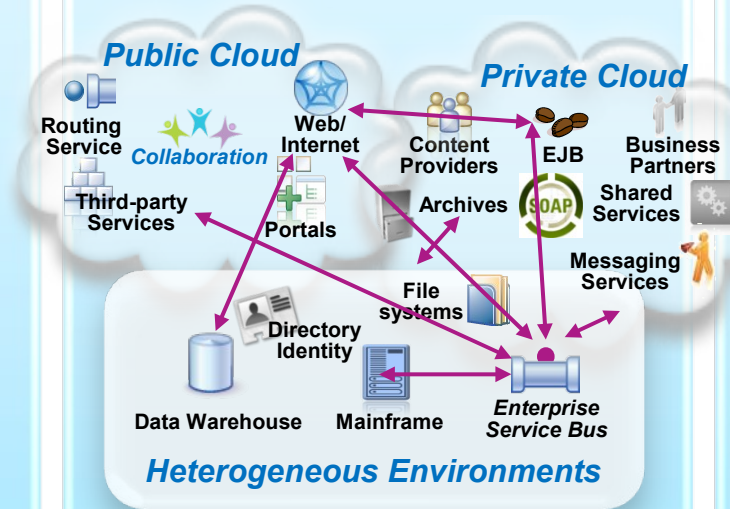 Public Cloud
Private Cloud
Routing
Service
Collaboration
Web/
Internet
Content
Providers
EJB
Business
Partners
Third-party
Services
Portals
Archives
SOAP
Shared
Services
Messaging
Services
File
systems
Directory
Identity
Data Warehouse
Mainframe
Enterprise
Service Bus
Heterogeneous Environments